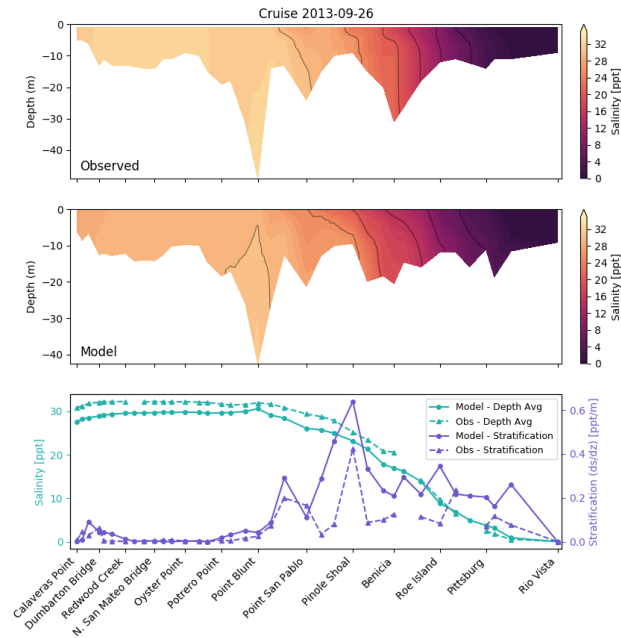 Cruise 2013-09-26
0
−10
−20
−30
−40
Depth (m)
Observed
32
28
24
20
16
12
8
4
0
Salinity [ppt]
0
−10
−20
−30
−40
Depth (m)
Model
32
28
24
20
16
12
8
4
0
Salinity [ppt]
30
20
10
0
Salinity [ppt]
Model - Depth Avg
Obs - Depth Avg
Model - Stratification
Obs - Stratification
0.6
0.4
0.2
0.0
Stratification (ds/dz) [ppt/m]
Calaveras Point
Dumbarton Bridge
Redwood Creek
N. San Mateo Bridge
Oyster Point
Potrero Point
Point Blunt
Point San Pablo
Pinole Shoal
Benicia
Roe Island
Pittsburg
Rio Vista